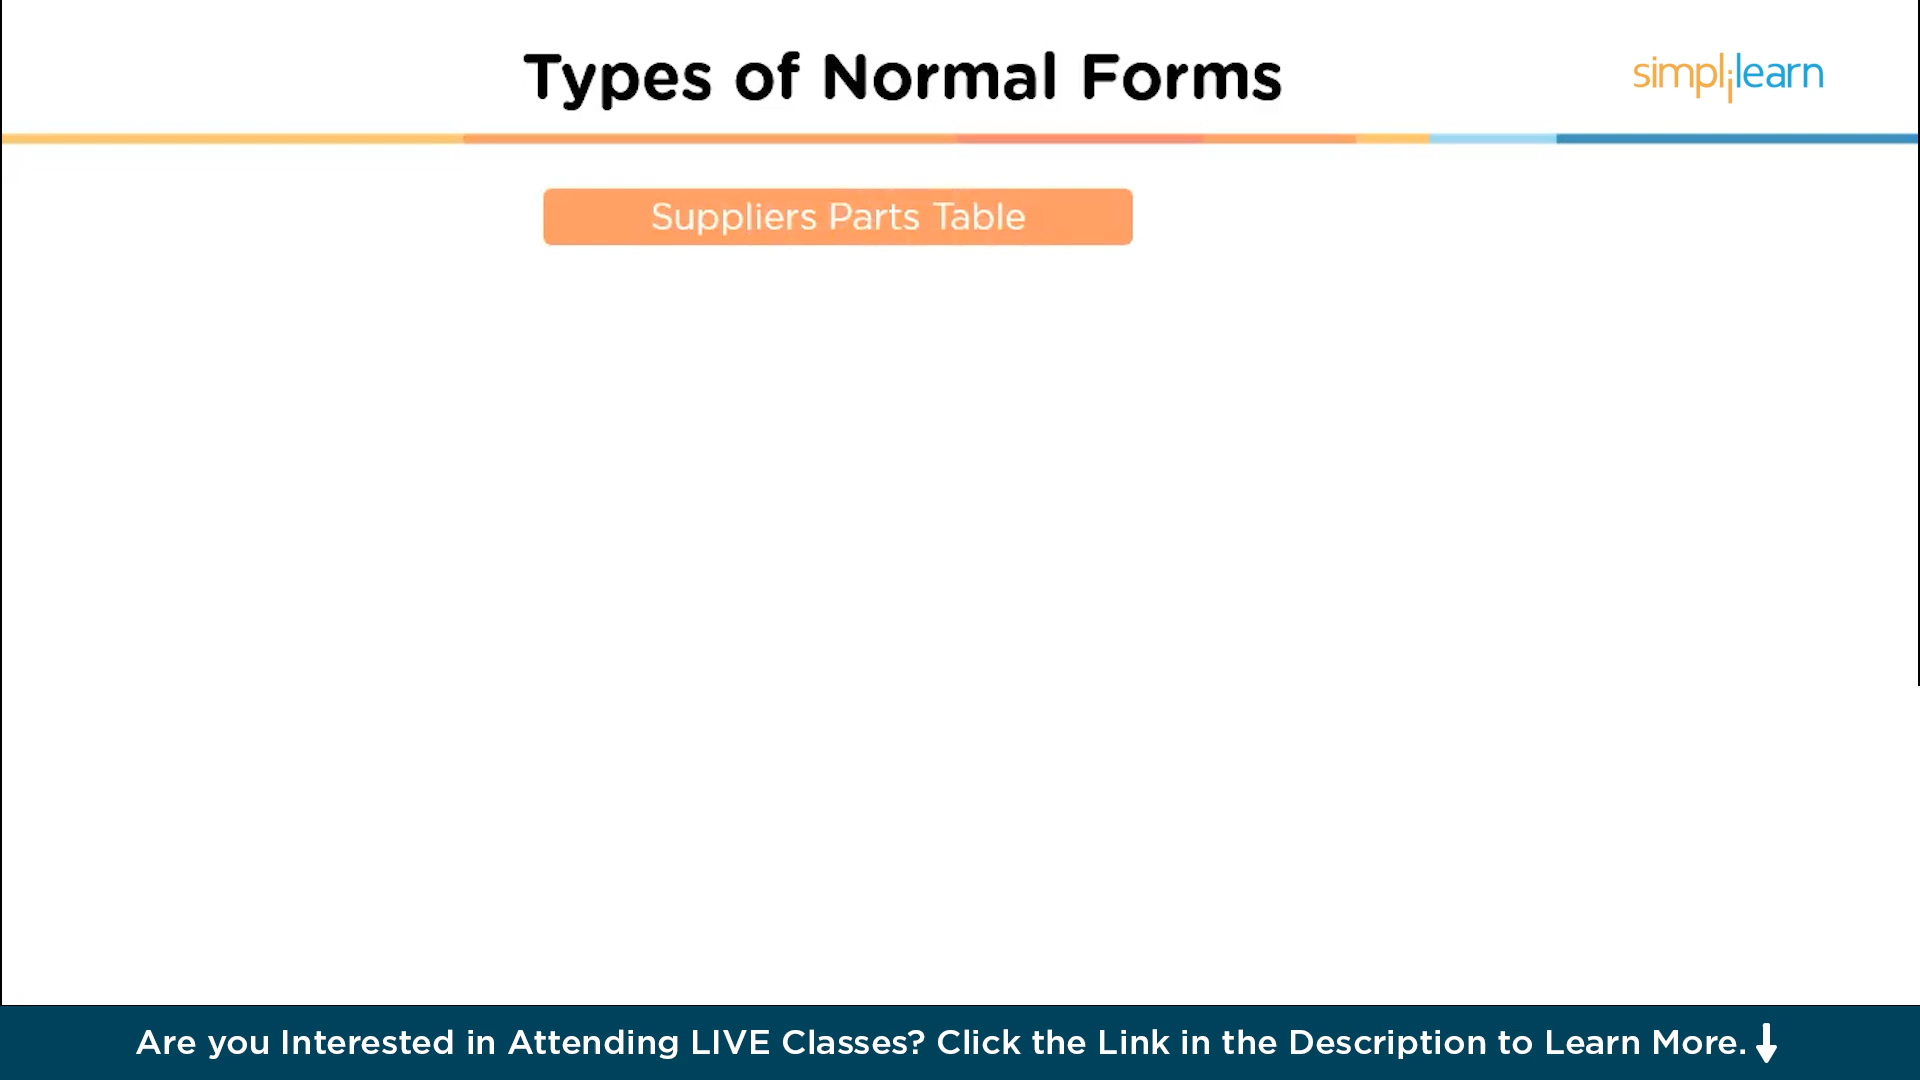 Types of Normal Forms
simplilearn
Suppliers Parts Table
Are you Interested in Attending LIVE Classes? Click the Link in the Description to Learn More.